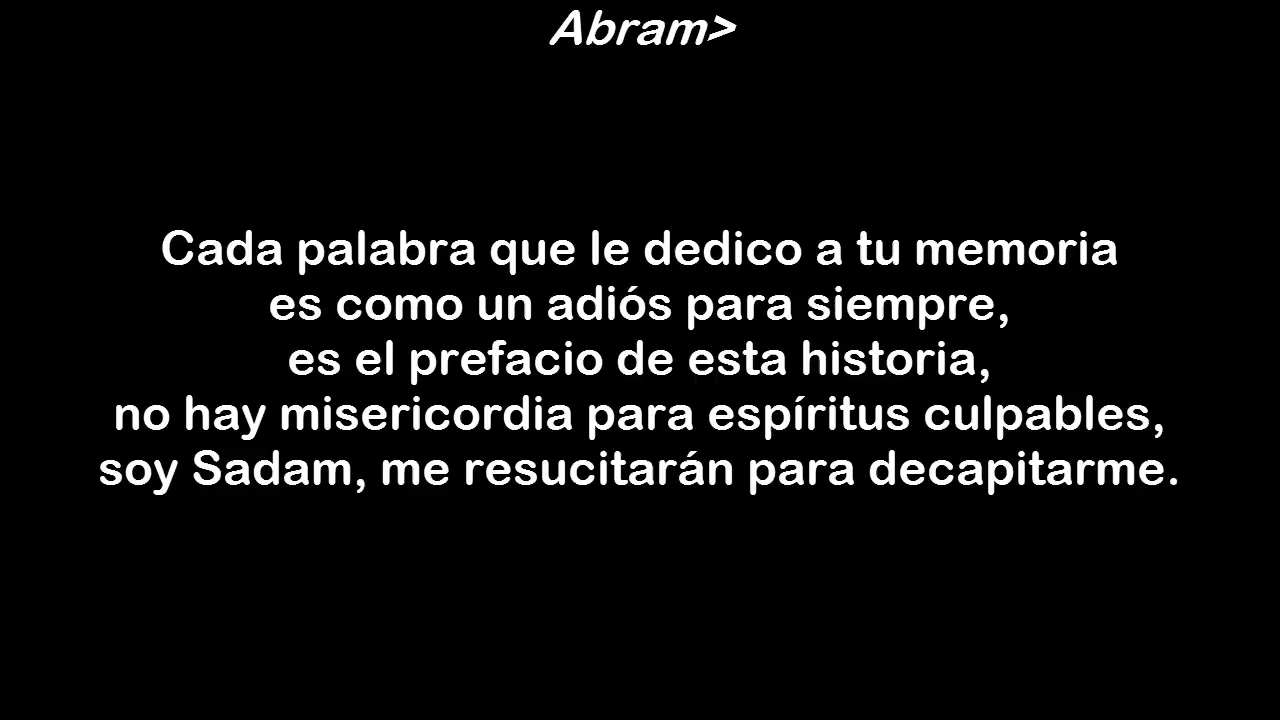 Abram>
Cada palabra que le dedico a tu memoria
es como un adiós para siempre,
es el prefacio de esta historia,
no hay misericordia para espíritus culpables,
soy Sadam, me resucitarán para decapitarme.